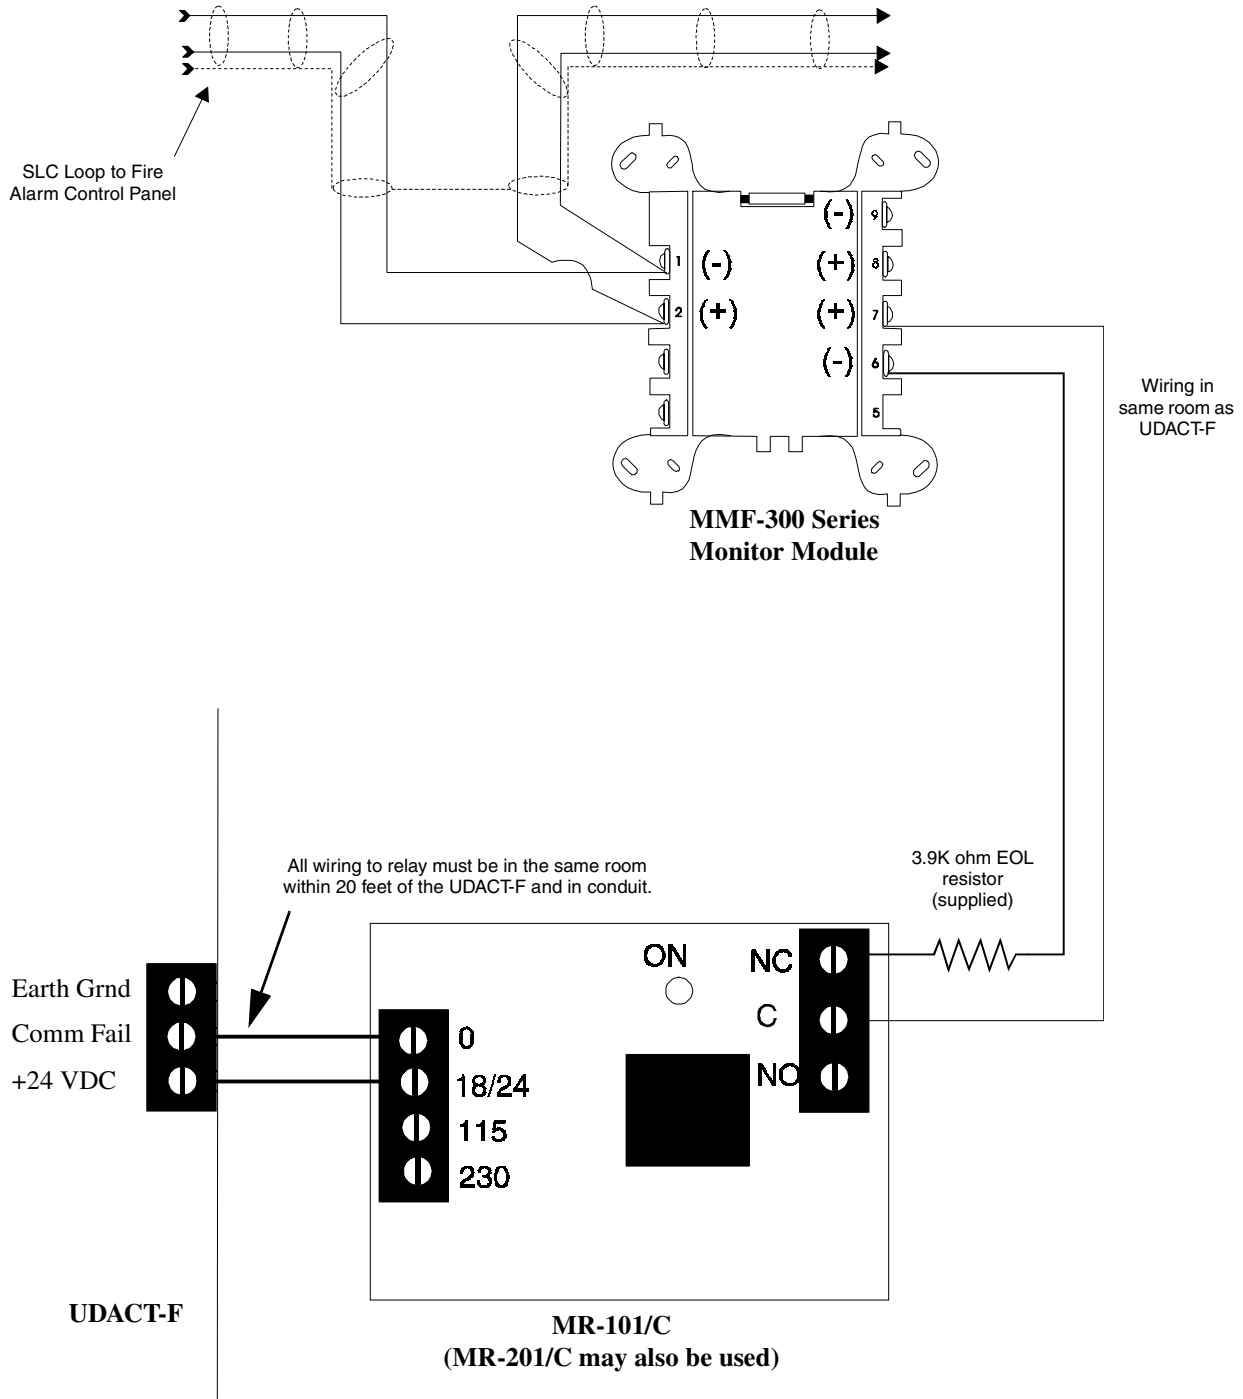 SLC Loop to Fire
Alarm Control Panel
(-) 9
1 (-) (+) 8
2 (+) (+) 7
(-) 6
5
Wiring in
same room as
UDACT-F
MMF-300 Series
Monitor Module
All wiring to relay must be in the same room
within 20 feet of the UDACT-F and in conduit.
3.9K ohm EOL
resistor
(supplied)
Earth Grnd
Comm Fail
+24 VDC
ON
NC
C
NO
0
18/24
115
230
UDACT-F
MR-101/C
(MR-201/C may also be used)